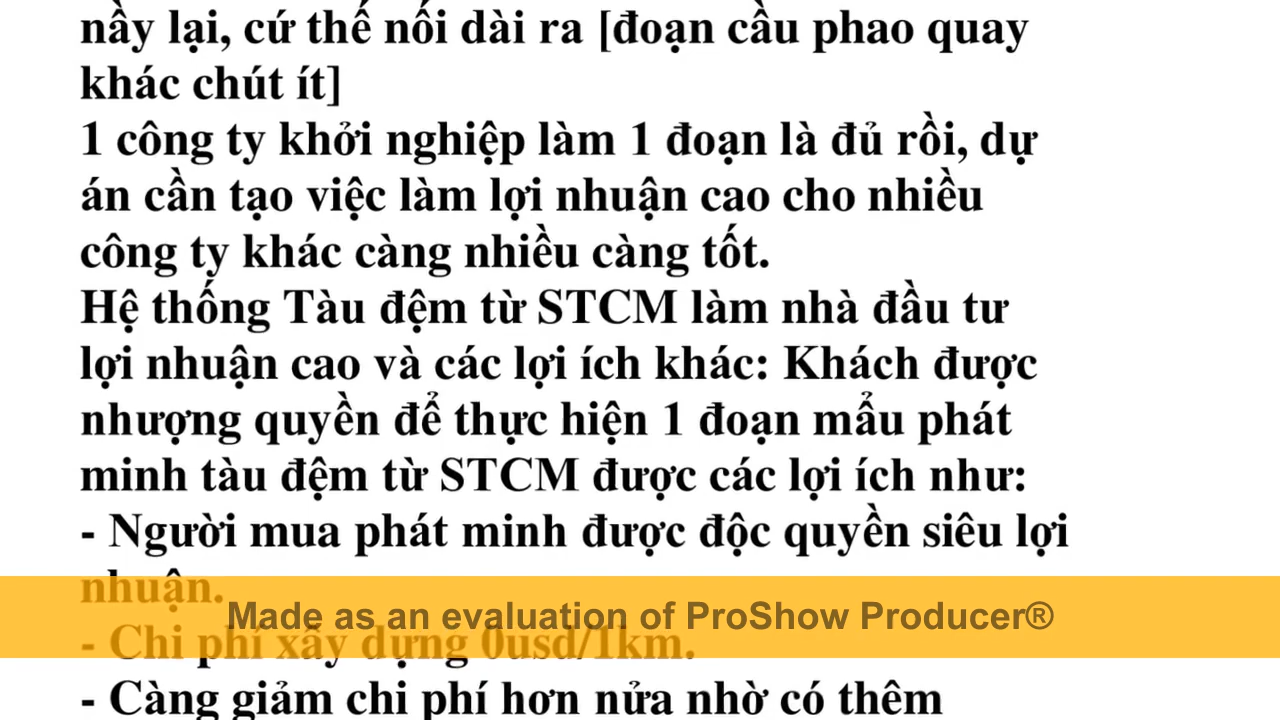 nầy lại, cứ thế nối dài ra [đoạn cầu phao quay
khác chút ít]
1 công ty khởi nghiệp làm 1 đoạn là đủ rồi, dự
án cần tạo việc làm lợi nhuận cao cho nhiều
công ty khác càng nhiều càng tốt.
Hệ thống Tàu đệm từ STCM làm nhà đầu tư
lợi nhuận cao và các lợi ích khác: Khách được
nhượng quyền để thực hiện 1 đoạn mẩu phát
minh tàu đệm từ STCM được các lợi ích như:
- Người mua phát minh được độc quyền siêu lợi
nhuận.
Made as an evaluation of ProShow Producer®
- Chi phí xây dựng 0usd/1km.
- Càng giảm chi phí hơn nửa nhờ có thêm